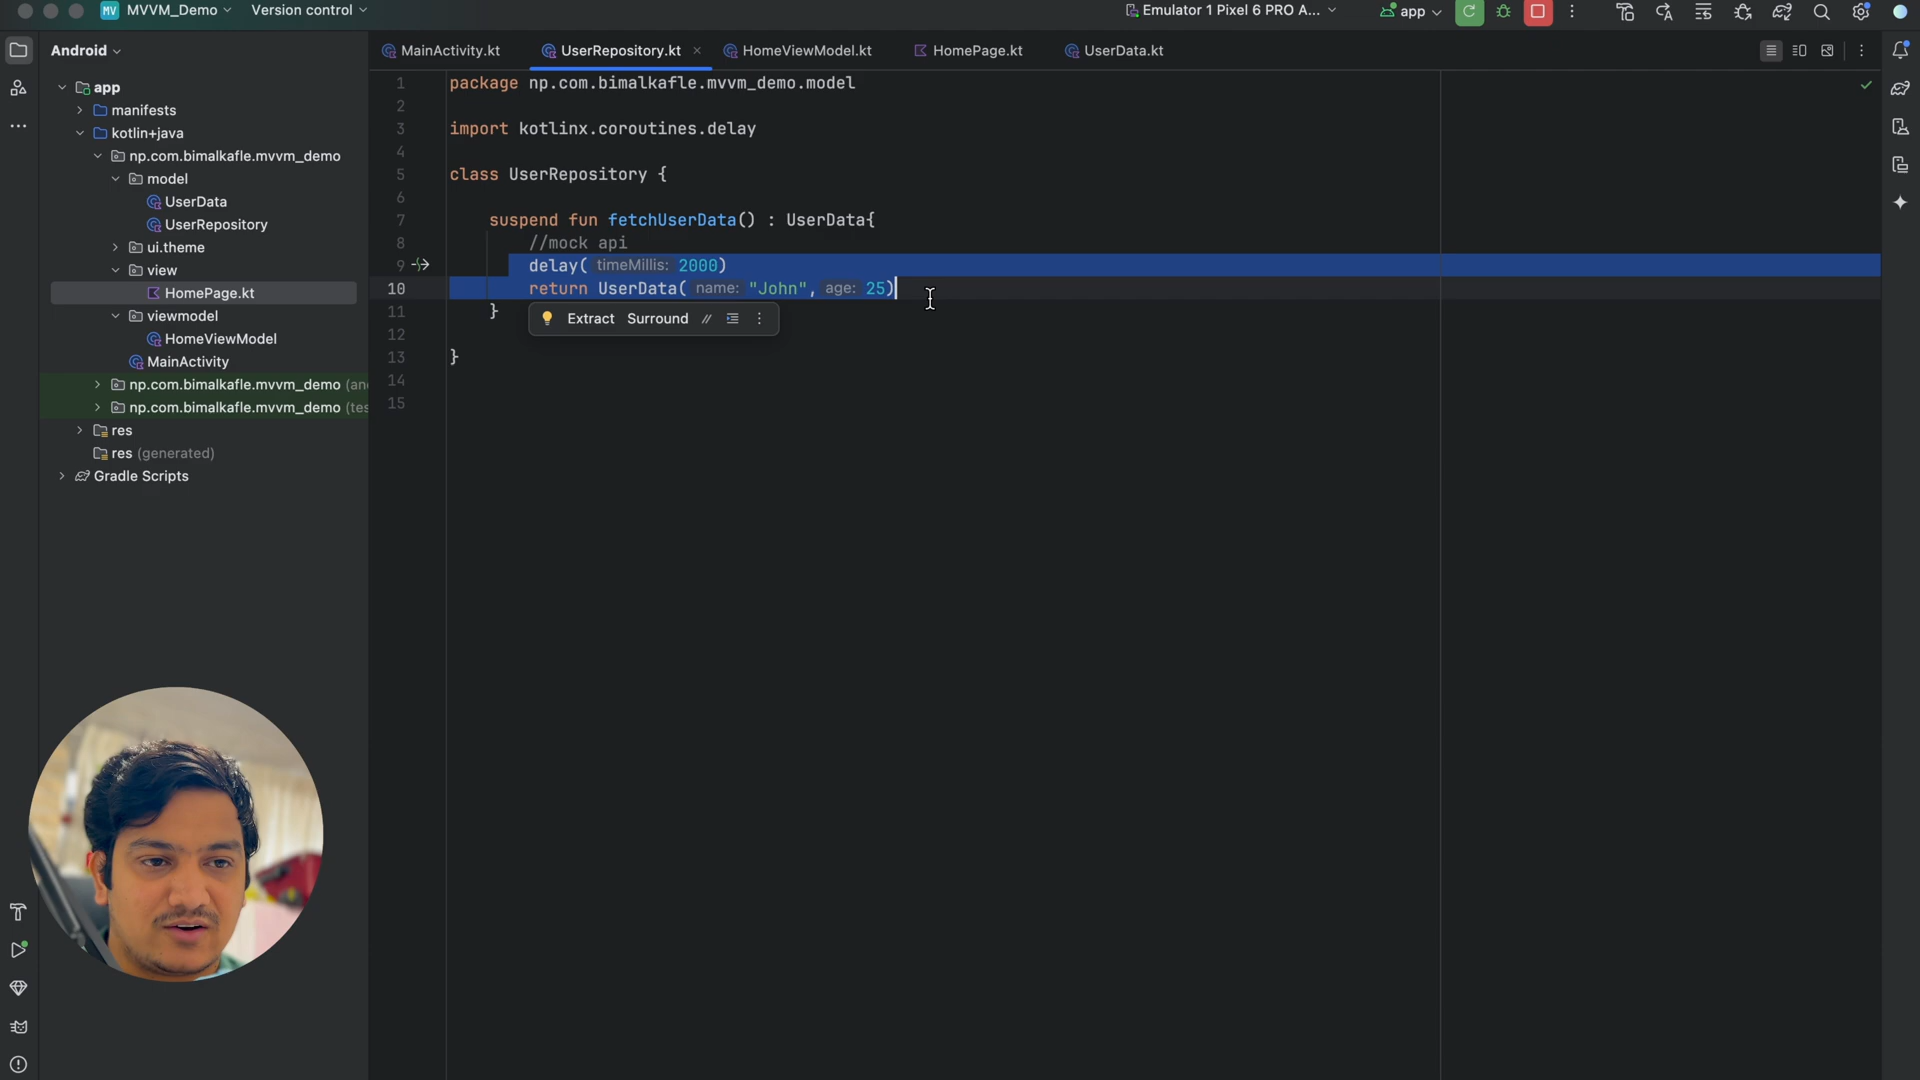 MV MVVM_Demo Version control Emulator 1 Pixel 6 PRO A... app
Android MainActivity.kt UserRepository.kt HomeViewModel.kt HomePage.kt UserData.kt
app
manifests
kotlin+java
np.com.bimalkafle.mvvm_demo
model
UserData
UserRepository
ui.theme
view
HomePage.kt
viewmodel
HomeViewModel
MainActivity
np.com.bimalkafle.mvvm_demo (an
np.com.bimalkafle.mvvm_demo (tes
res
res (generated)
Gradle Scripts
1 package np.com.bimalkafle.mvvm_demo.model
2
3 import kotlinx.coroutines.delay
4
5 class UserRepository {
6
7 suspend fun fetchUserData() : UserData{
8 //mock api
9 delay( timeMillis: 2000)
10 return UserData( name: "John", age: 25)
11 }
Extract Surround //
12
13 }
14
15